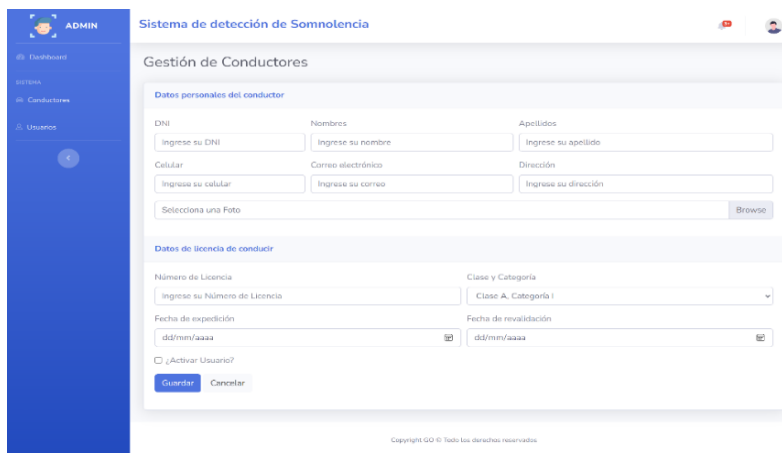 ADMIN
Sistema de detección de Somnolencia
Dashboard
SISTEMA
Conductores
Usuarios
Gestión de Conductores
Datos personales del conductor
DNI Nombres Apellidos
Ingrese su DNI Ingrese su nombre Ingrese su apellido
Celular Correo electrónico Dirección
Ingrese su celular Ingrese su correo Ingrese su dirección
Selecciona una Foto Browse
Datos de licencia de conducir
Número de Licencia Clase y Categoría
Ingrese su Número de Licencia Clase A, Categoría I
Fecha de expedición Fecha de revalidación
dd/mm/aaaa dd/mm/aaaa
¿Activar Usuario?
Guardar Cancelar
Copyright GO © Todo los derechos reservados